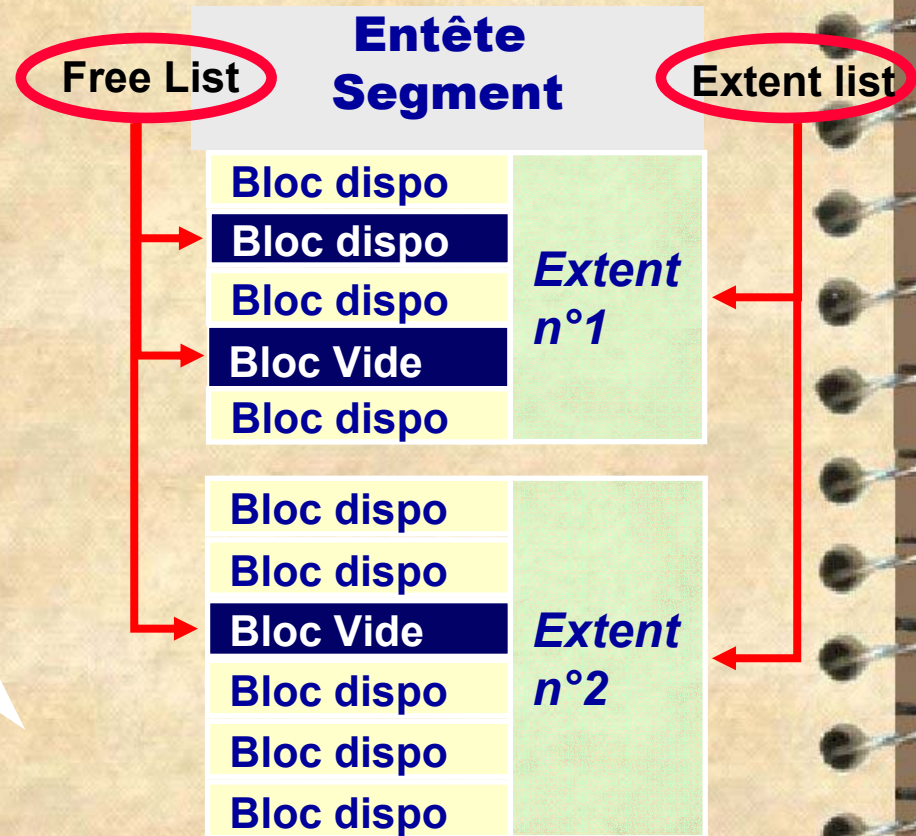 Entête
Segment
Free List
Extent list
Bloc dispo
Bloc dispo
Bloc dispo
Bloc Vide
Bloc dispo
Extent
n°1
Bloc dispo
Bloc dispo
Bloc Vide
Bloc dispo
Bloc dispo
Bloc dispo
Extent
n°2